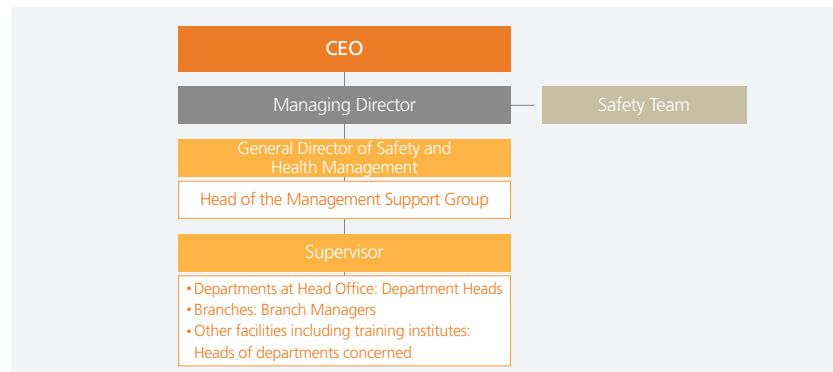 CEO
Managing Director
Safety Team
General Director of Safety and
Health Management
Head of the Management Support Group
Supervisor
• Departments at Head Office: Department Heads
• Branches: Branch Managers
• Other facilities including training institutes:
Heads of departments concerned